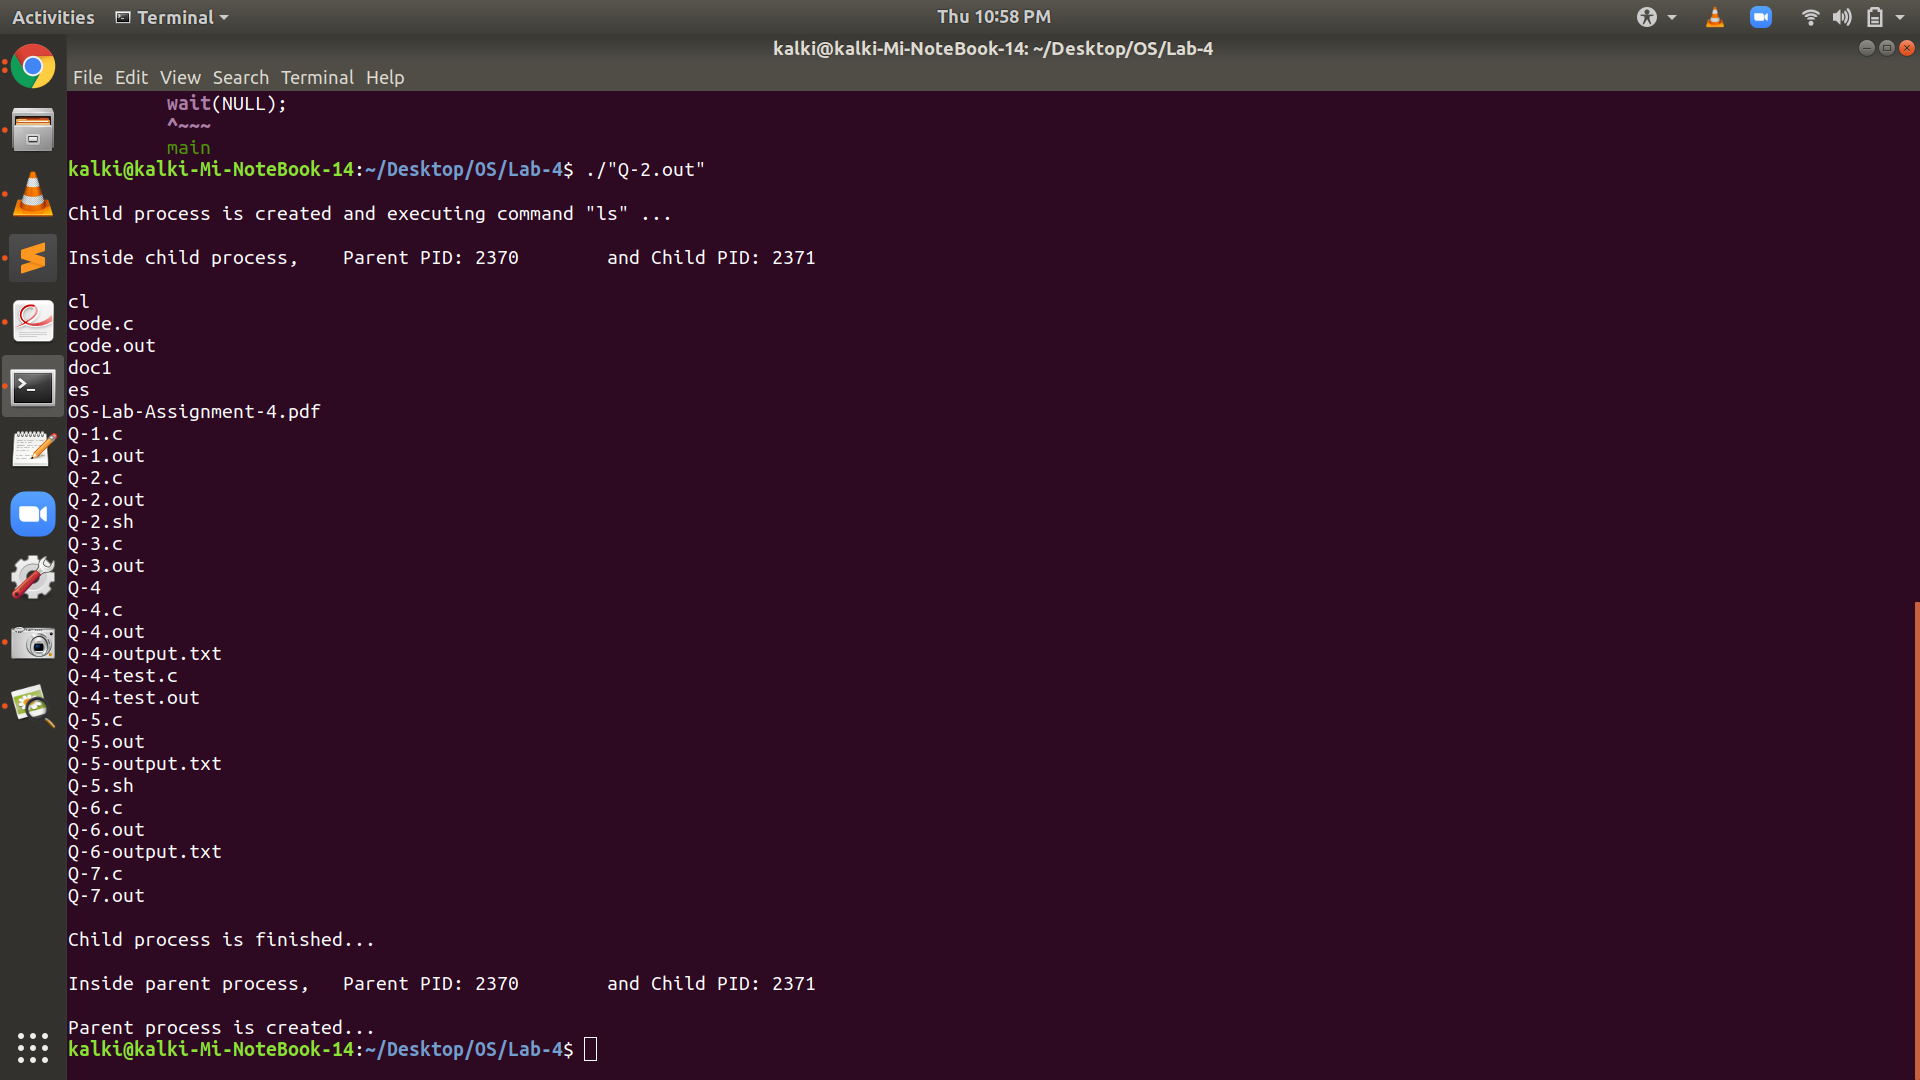 Activities Terminal Thu 10:58 PM
kalki@kalki-Mi-NoteBook-14: ~/Desktop/OS/Lab-4
File Edit View Search Terminal Help
wait(NULL);
^~~~
main
kalki@kalki-Mi-NoteBook-14:~/Desktop/OS/Lab-4$ ./"Q-2.out"
Child process is created and executing command "ls" ...
Inside child process, Parent PID: 2370 and Child PID: 2371
cl
code.c
code.out
doc1
es
OS-Lab-Assignment-4.pdf
Q-1.c
Q-1.out
Q-2.c
Q-2.out
Q-2.sh
Q-3.c
Q-3.out
Q-4
Q-4.c
Q-4.out
Q-4-output.txt
Q-4-test.c
Q-4-test.out
Q-5.c
Q-5.out
Q-5-output.txt
Q-5.sh
Q-6.c
Q-6.out
Q-6-output.txt
Q-7.c
Q-7.out
Child process is finished...
Inside parent process, Parent PID: 2370 and Child PID: 2371
Parent process is created...
kalki@kalki-Mi-NoteBook-14:~/Desktop/OS/Lab-4$